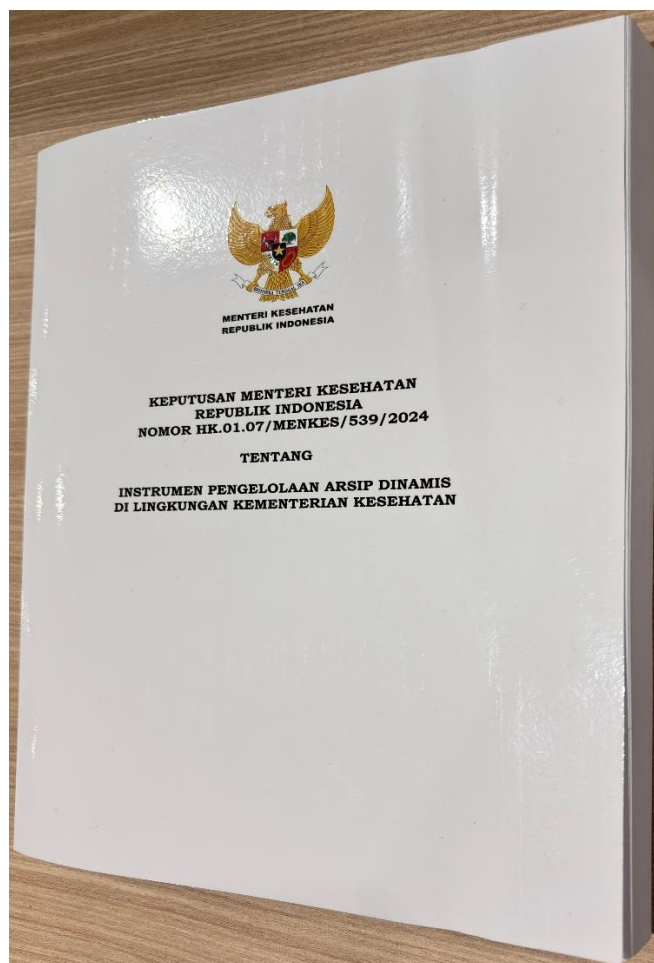 MENTERI KESEHATAN
REPUBLIK INDONESIA
KEPUTUSAN MENTERI KESEHATAN
REPUBLIK INDONESIA
NOMOR HK.01.07/MENKES/539/2024
TENTANG
INSTRUMEN PENGELOLAAN ARSIP DINAMIS
DI LINGKUNGAN KEMENTERIAN KESEHATAN